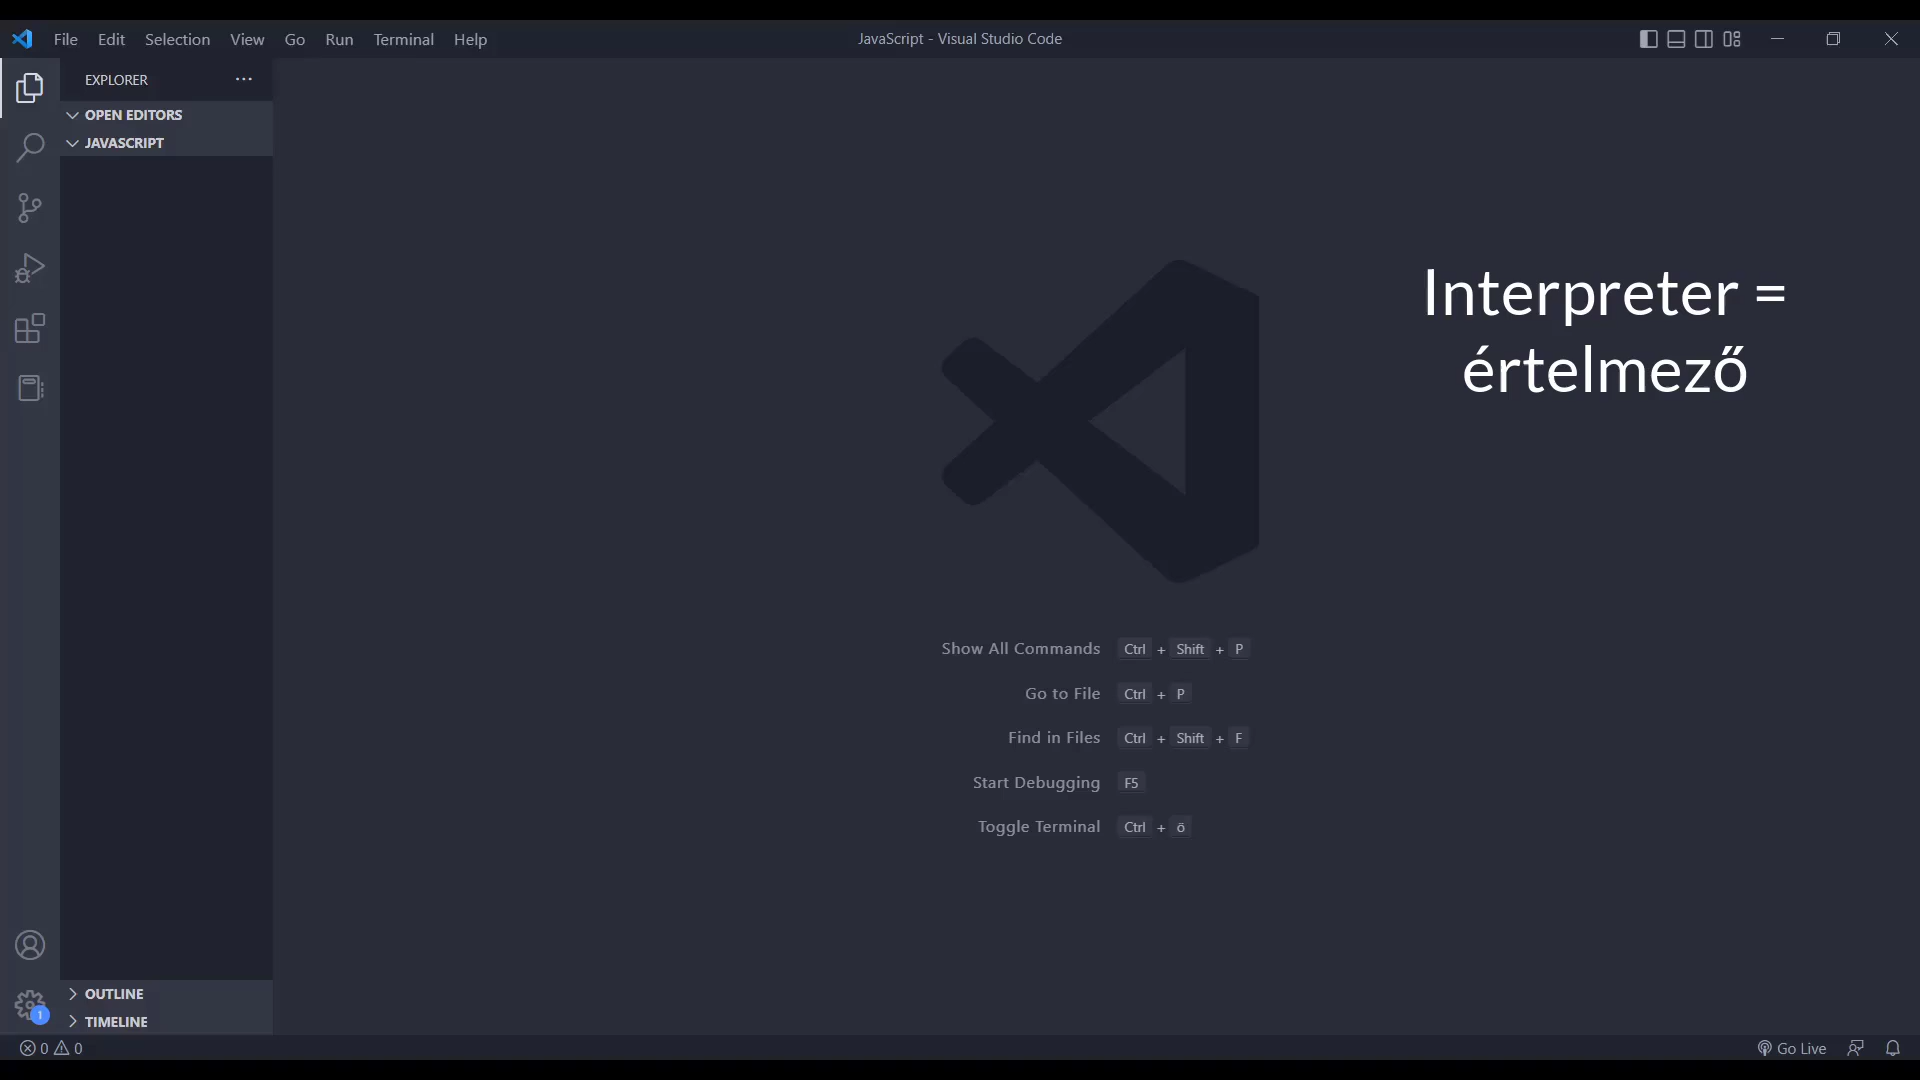 File Edit Selection View Go Run Terminal Help
JavaScript - Visual Studio Code
EXPLORER
OPEN EDITORS
JAVASCRIPT
Interpreter =
értelmező
Show All Commands Ctrl + Shift + P
Go to File Ctrl + P
Find in Files Ctrl + Shift + F
Start Debugging F5
Toggle Terminal Ctrl + ö
OUTLINE
1
TIMELINE
0 0
Go Live